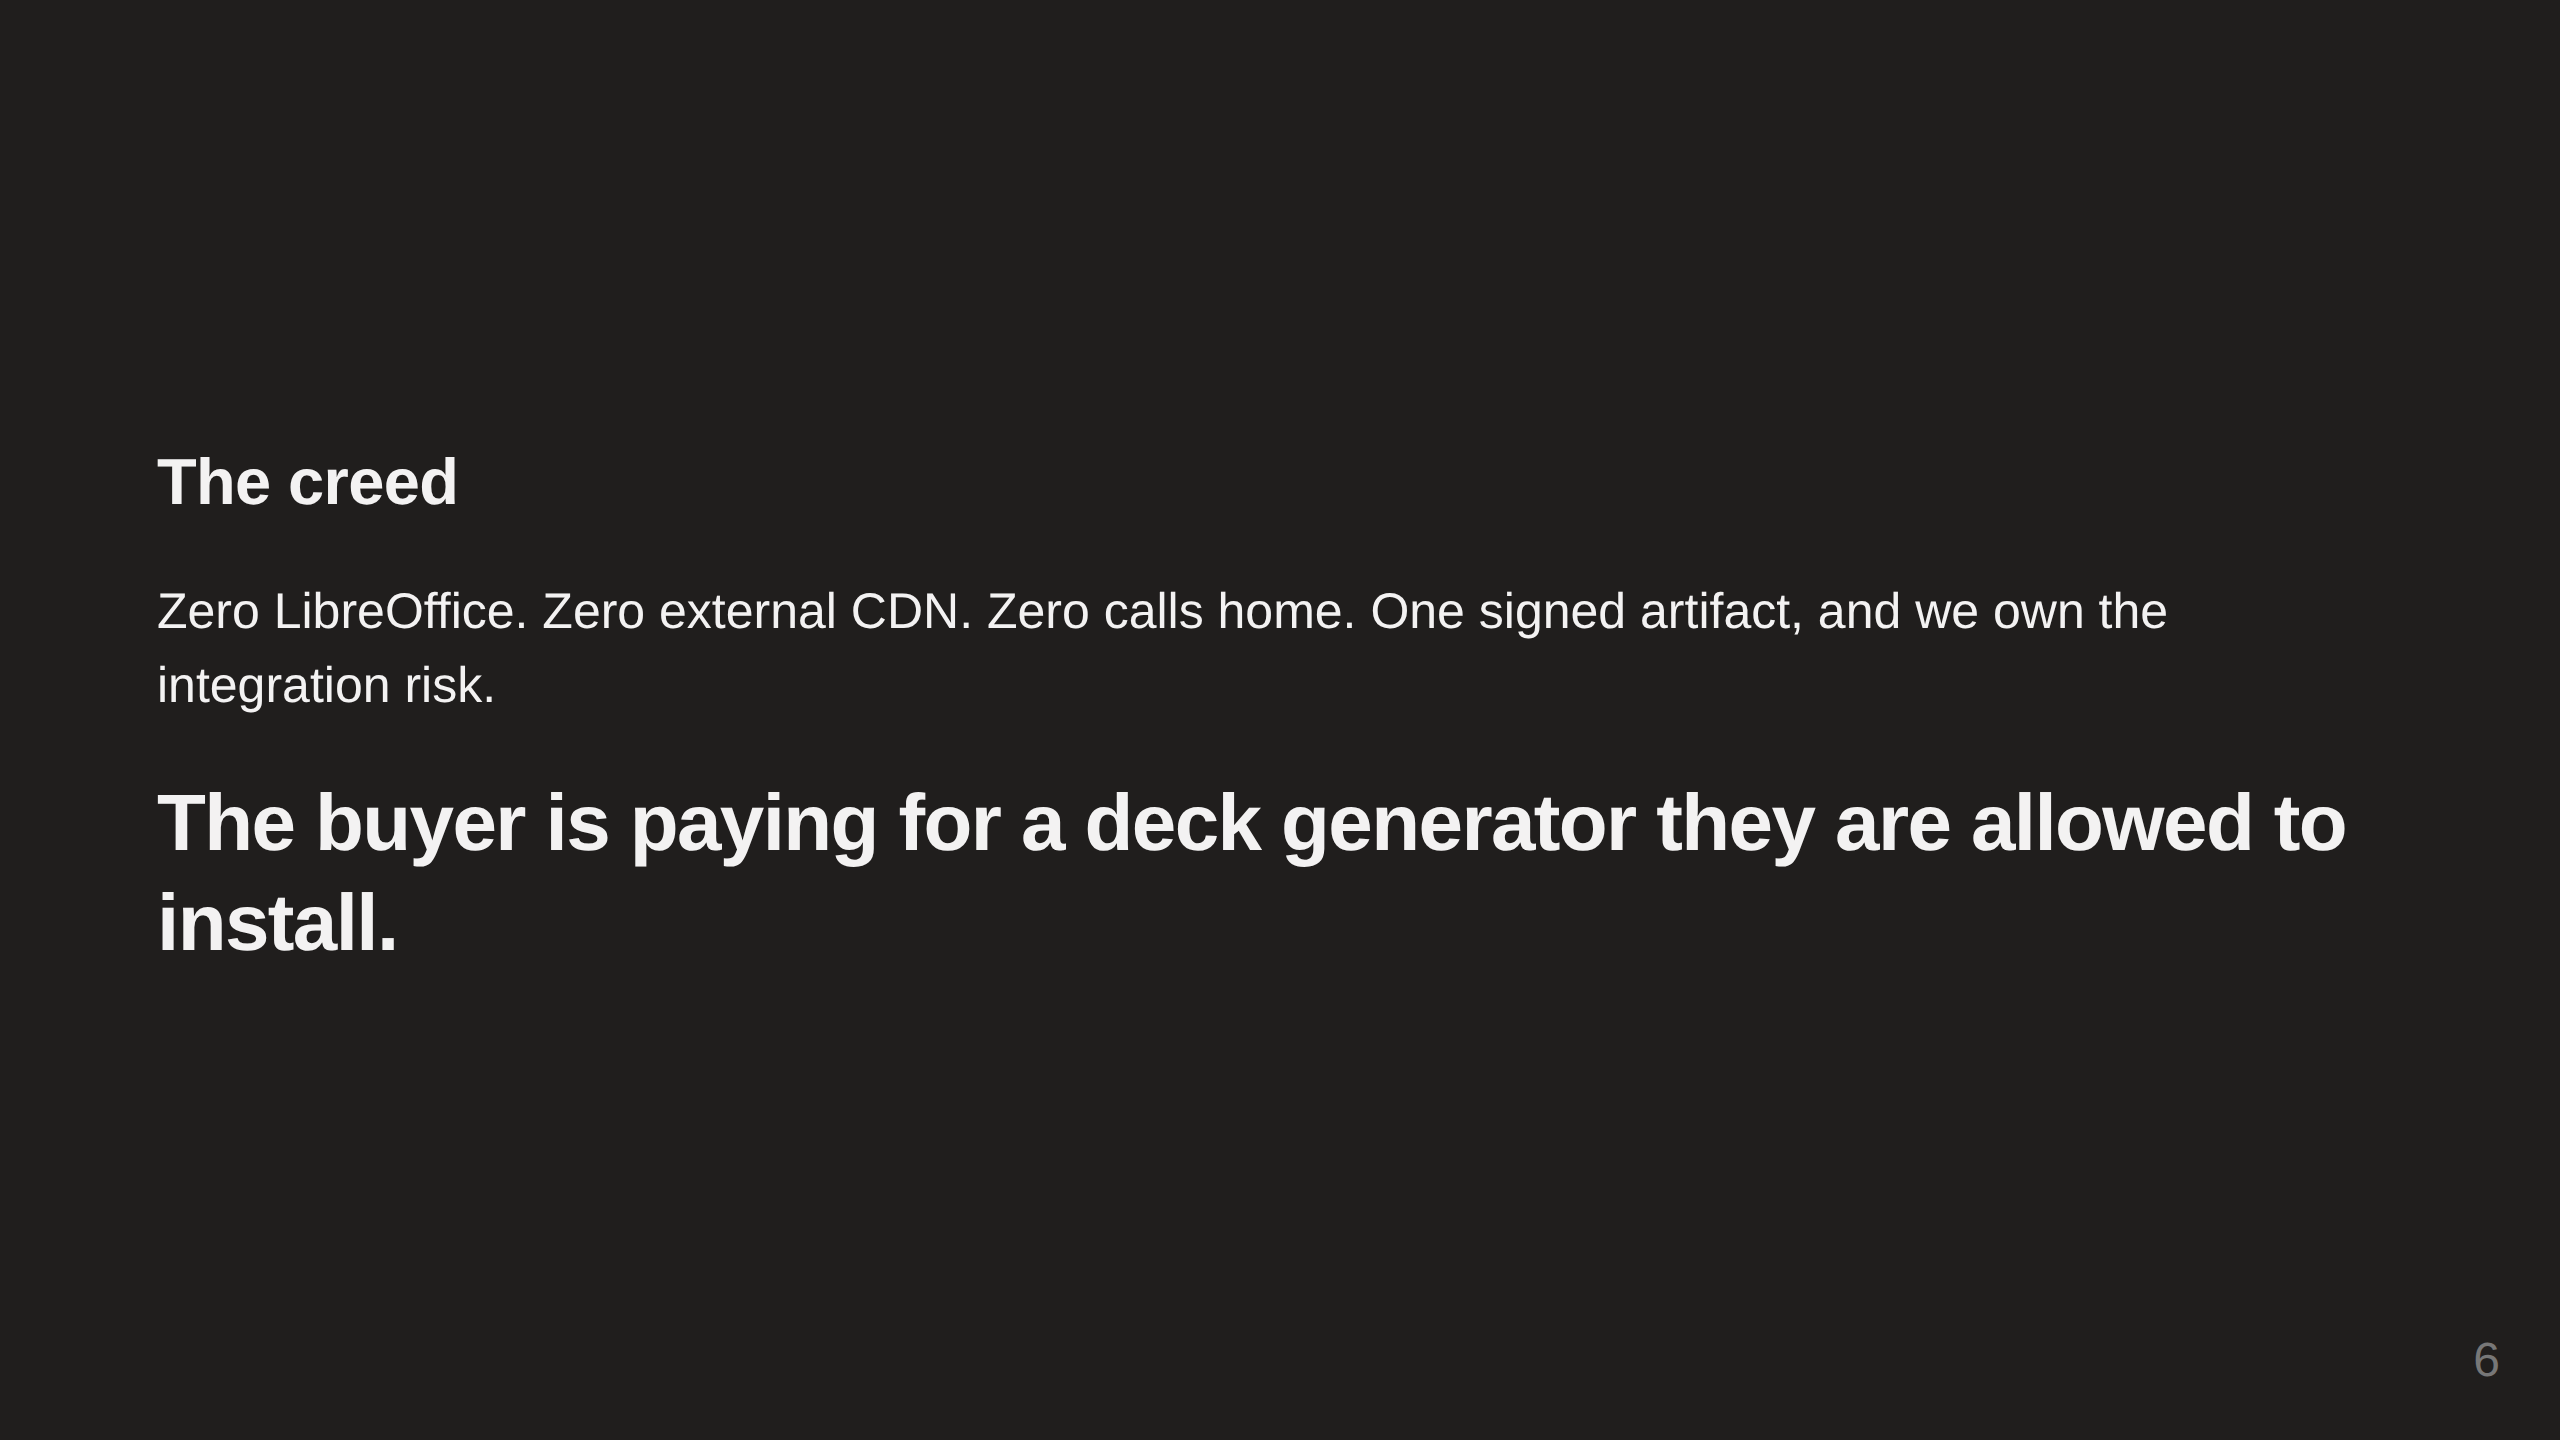 The creed
Zero LibreOffice. Zero external CDN. Zero calls home. One signed artifact, and we own the
integration risk.
The buyer is paying for a deck generator they are allowed to
install.
6